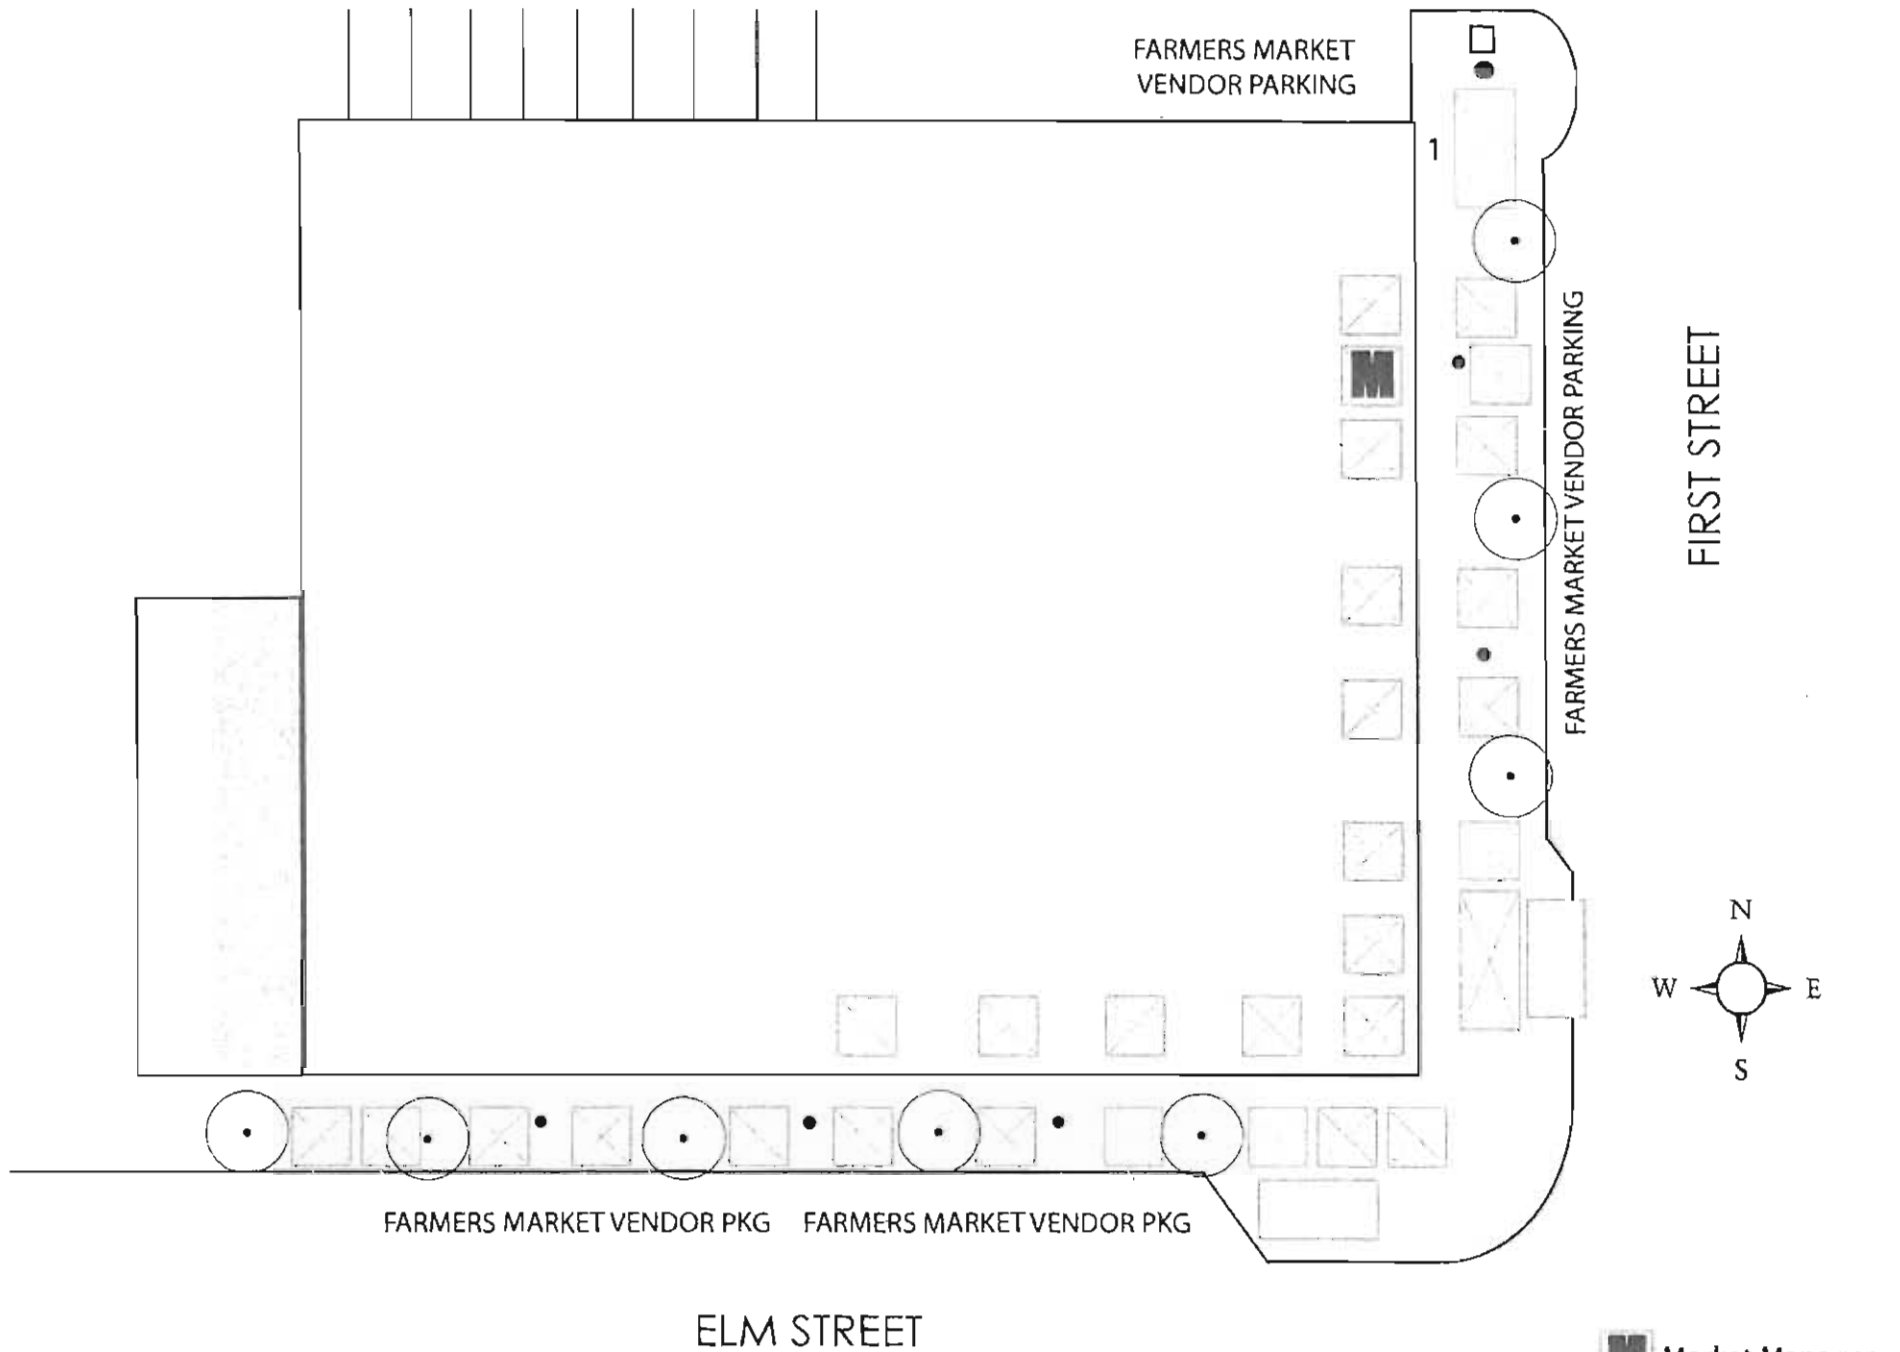 FARMERS MARKET
VENDOR PARKING
1
M
FARMERS MARKET VENDOR PARKING
FIRST STREET
N
W E
S
FARMERS MARKET VENDOR PKG FARMERS MARKET VENDOR PKG
ELM STREET
M Market